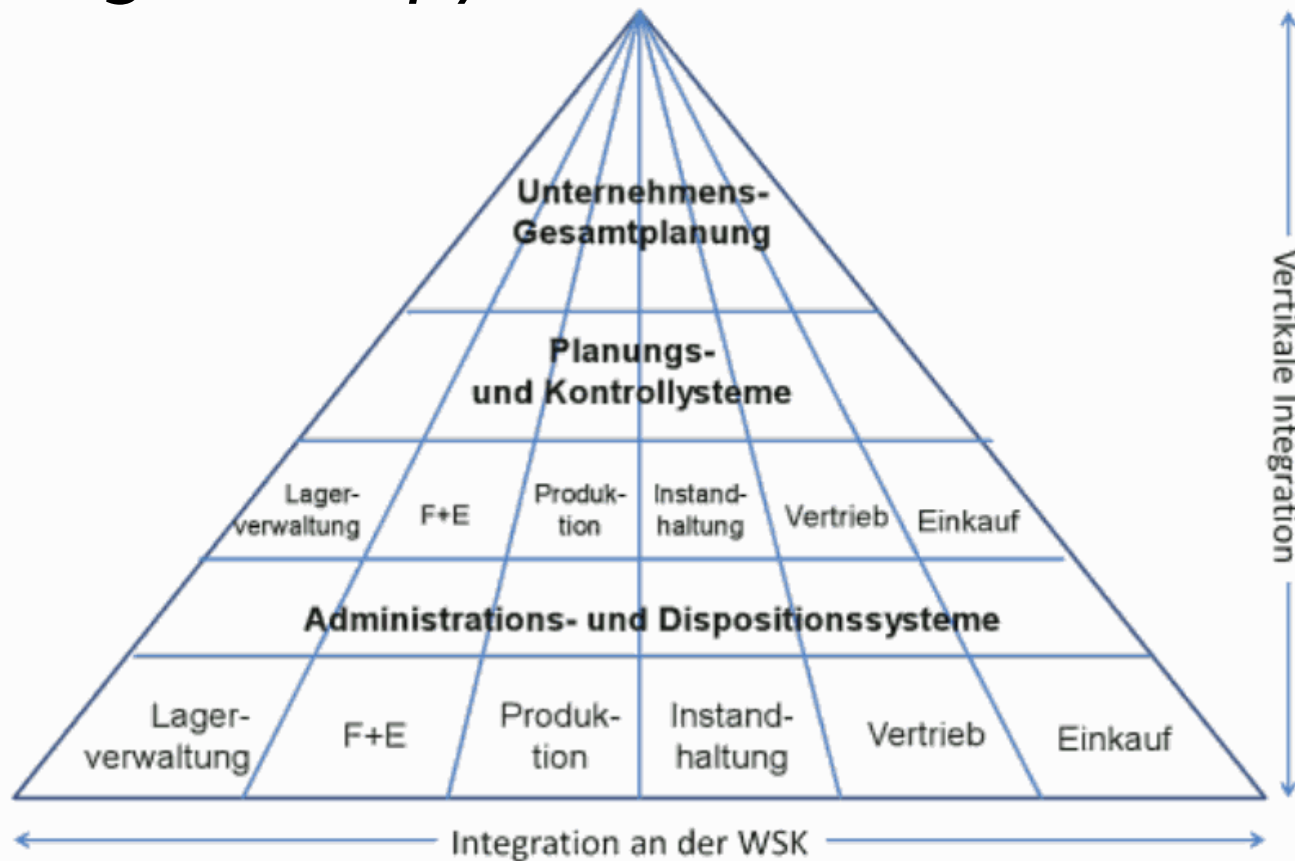 Unternehmens-
Gesamtplanung
Planungs-
und Kontrollysteme
Lager-
verwaltung
F+E
Produk-
tion
Instand-
haltung
Vertrieb
Einkauf
Administrations- und Dispositionssysteme
Lager-
verwaltung
F+E
Produk-
tion
Instand-
haltung
Vertrieb
Einkauf
Integration an der WSK
Vertikale Integration